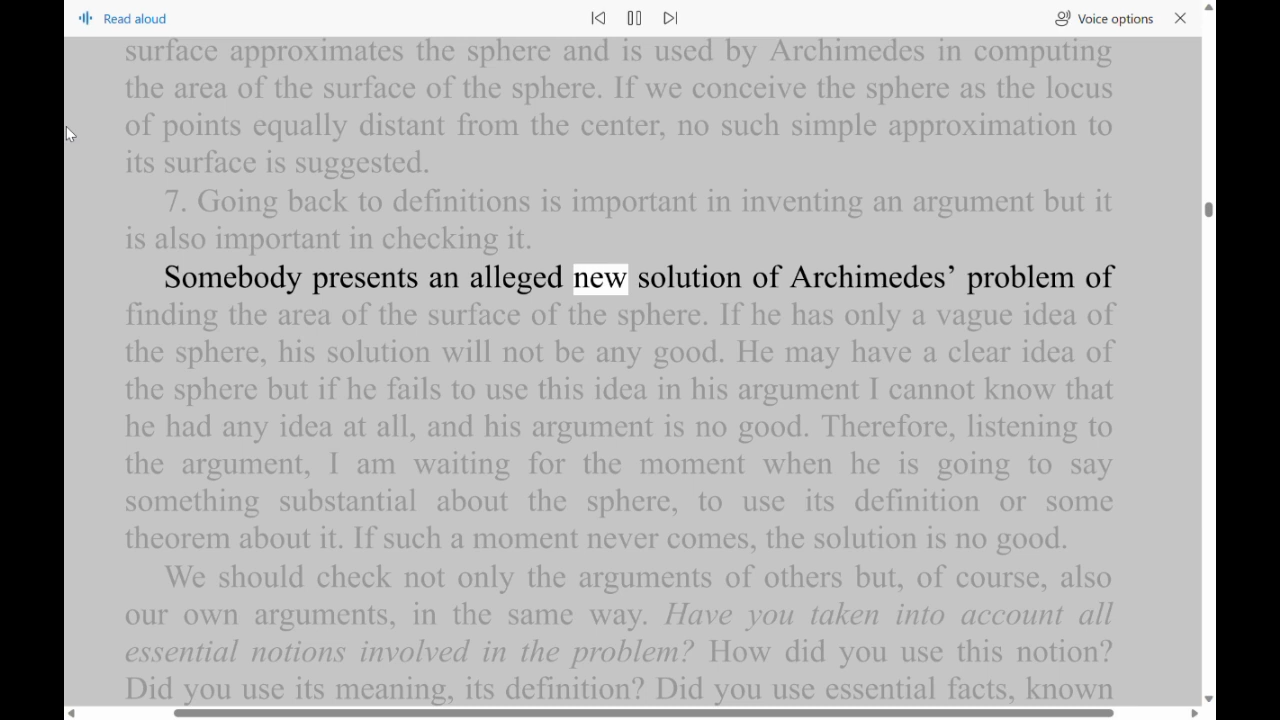 Read aloud
Voice options
surface approximates the sphere and is used by Archimedes in computing
the area of the surface of the sphere. If we conceive the sphere as the locus
of points equally distant from the center, no such simple approximation to
its surface is suggested.
7. Going back to definitions is important in inventing an argument but it
is also important in checking it.
Somebody presents an alleged new solution of Archimedes’ problem of
finding the area of the surface of the sphere. If he has only a vague idea of
the sphere, his solution will not be any good. He may have a clear idea of
the sphere but if he fails to use this idea in his argument I cannot know that
he had any idea at all, and his argument is no good. Therefore, listening to
the argument, I am waiting for the moment when he is going to say
something substantial about the sphere, to use its definition or some
theorem about it. If such a moment never comes, the solution is no good.
We should check not only the arguments of others but, of course, also
our own arguments, in the same way. Have you taken into account all
essential notions involved in the problem? How did you use this notion?
Did you use its meaning, its definition? Did you use essential facts, known